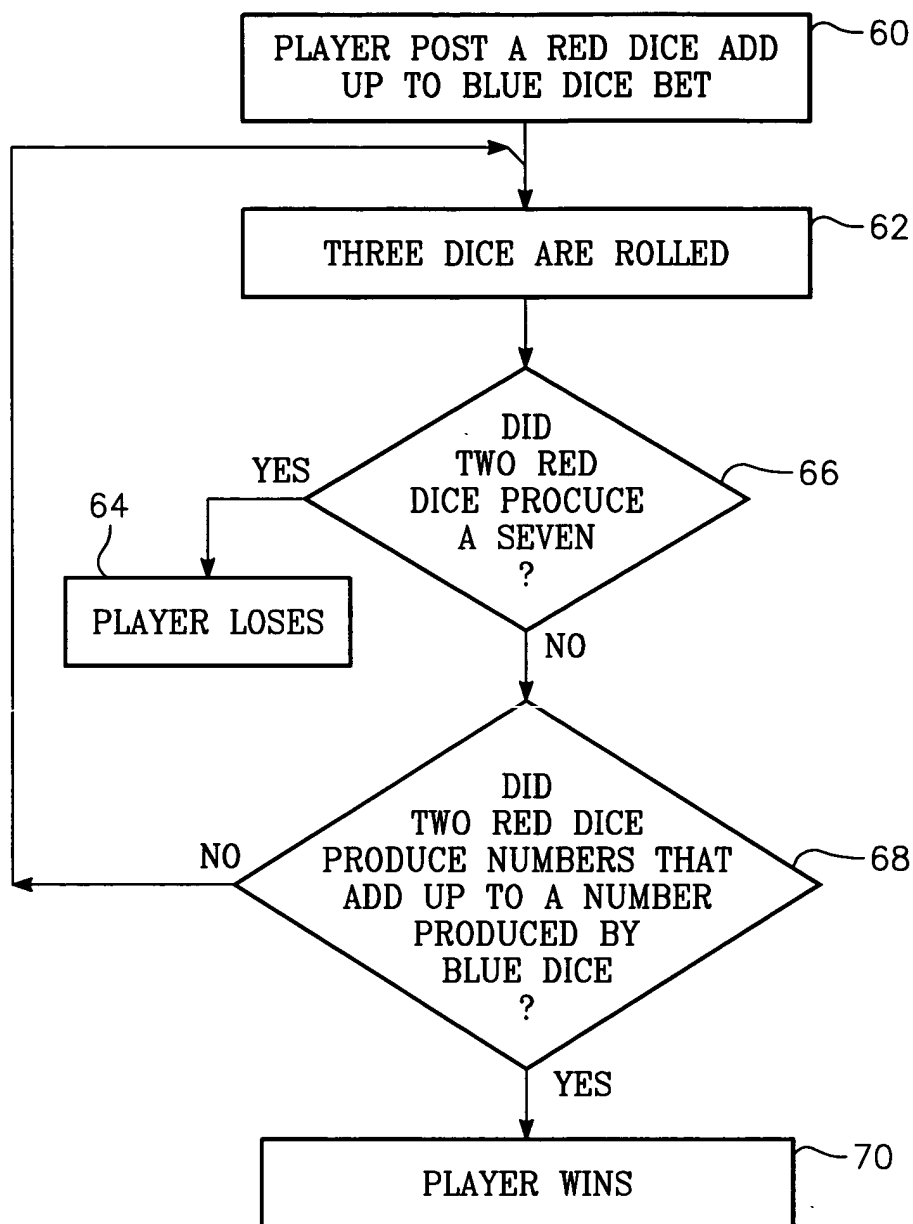 PLAYER POST A RED DICE ADD
UP TO BLUE DICE BET
60
THREE DICE ARE ROLLED
62
DID
TWO RED
DICE PROCUCE
A SEVEN
?
66
YES
64
PLAYER LOSES
NO
DID
TWO RED DICE
PRODUCE NUMBERS THAT
ADD UP TO A NUMBER
PRODUCED BY
BLUE DICE
?
68
NO
YES
PLAYER WINS
70